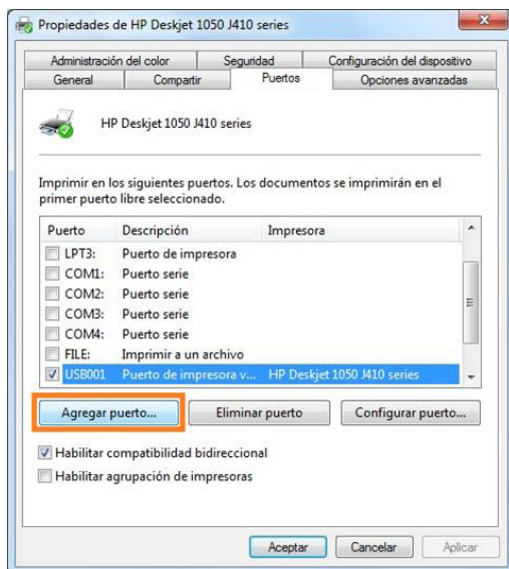 Propiedades de HP Deskjet 1050 J410 series
Administración del color Seguridad Configuración del dispositivo
General Compartir Puertos Opciones avanzadas
HP Deskjet 1050 J410 series
Imprimir en los siguientes puertos. Los documentos se imprimirán en el
primer puerto libre seleccionado.
Puerto Descripción Impresora
LPT3: Puerto de impresora
COM1: Puerto serie
COM2: Puerto serie
COM3: Puerto serie
COM4: Puerto serie
FILE: Imprimir a un archivo
USB001 Puerto de impresora v... HP Deskjet 1050 J410 series
Agregar puerto... Eliminar puerto Configurar puerto...
Habilitar compatibilidad bidireccional
Habilitar agrupación de impresoras
Aceptar Cancelar Aplicar